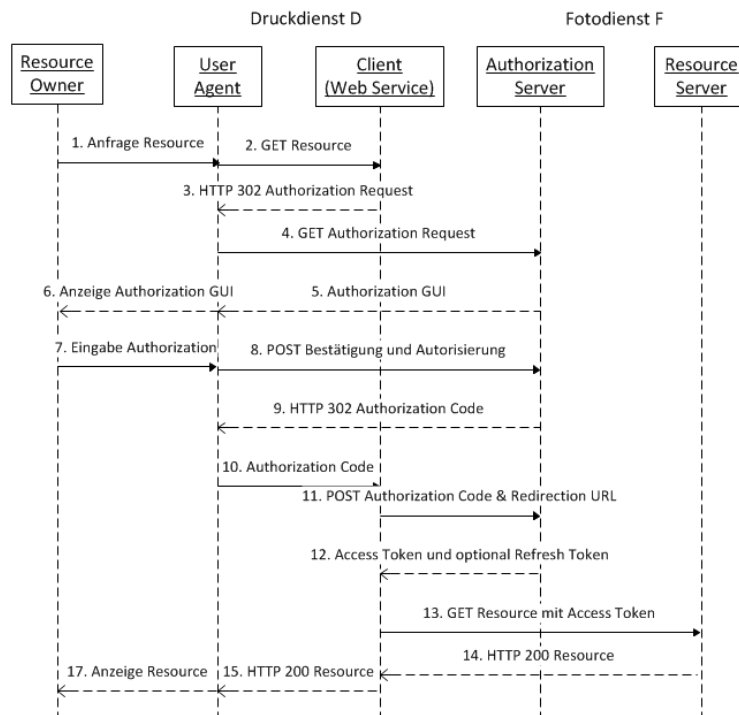 Druckdienst D
Fotodienst F
Resource Owner
User Agent
Client (Web Service)
Authorization Server
Resource Server
1. Anfrage Resource
2. GET Resource
3. HTTP 302 Authorization Request
4. GET Authorization Request
6. Anzeige Authorization GUI
5. Authorization GUI
7. Eingabe Authorization
8. POST Bestätigung und Autorisierung
9. HTTP 302 Authorization Code
10. Authorization Code
11. POST Authorization Code & Redirection URL
12. Access Token und optional Refresh Token
13. GET Resource mit Access Token
14. HTTP 200 Resource
17. Anzeige Resource
15. HTTP 200 Resource